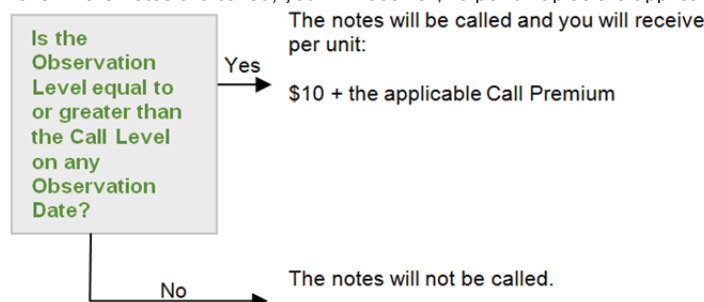 Is the
Observation
Level equal to
or greater than
the Call Level
on any
Observation
Date?
Yes
The notes will be called and you will receive
per unit:
$10 + the applicable Call Premium
No
The notes will not be called.